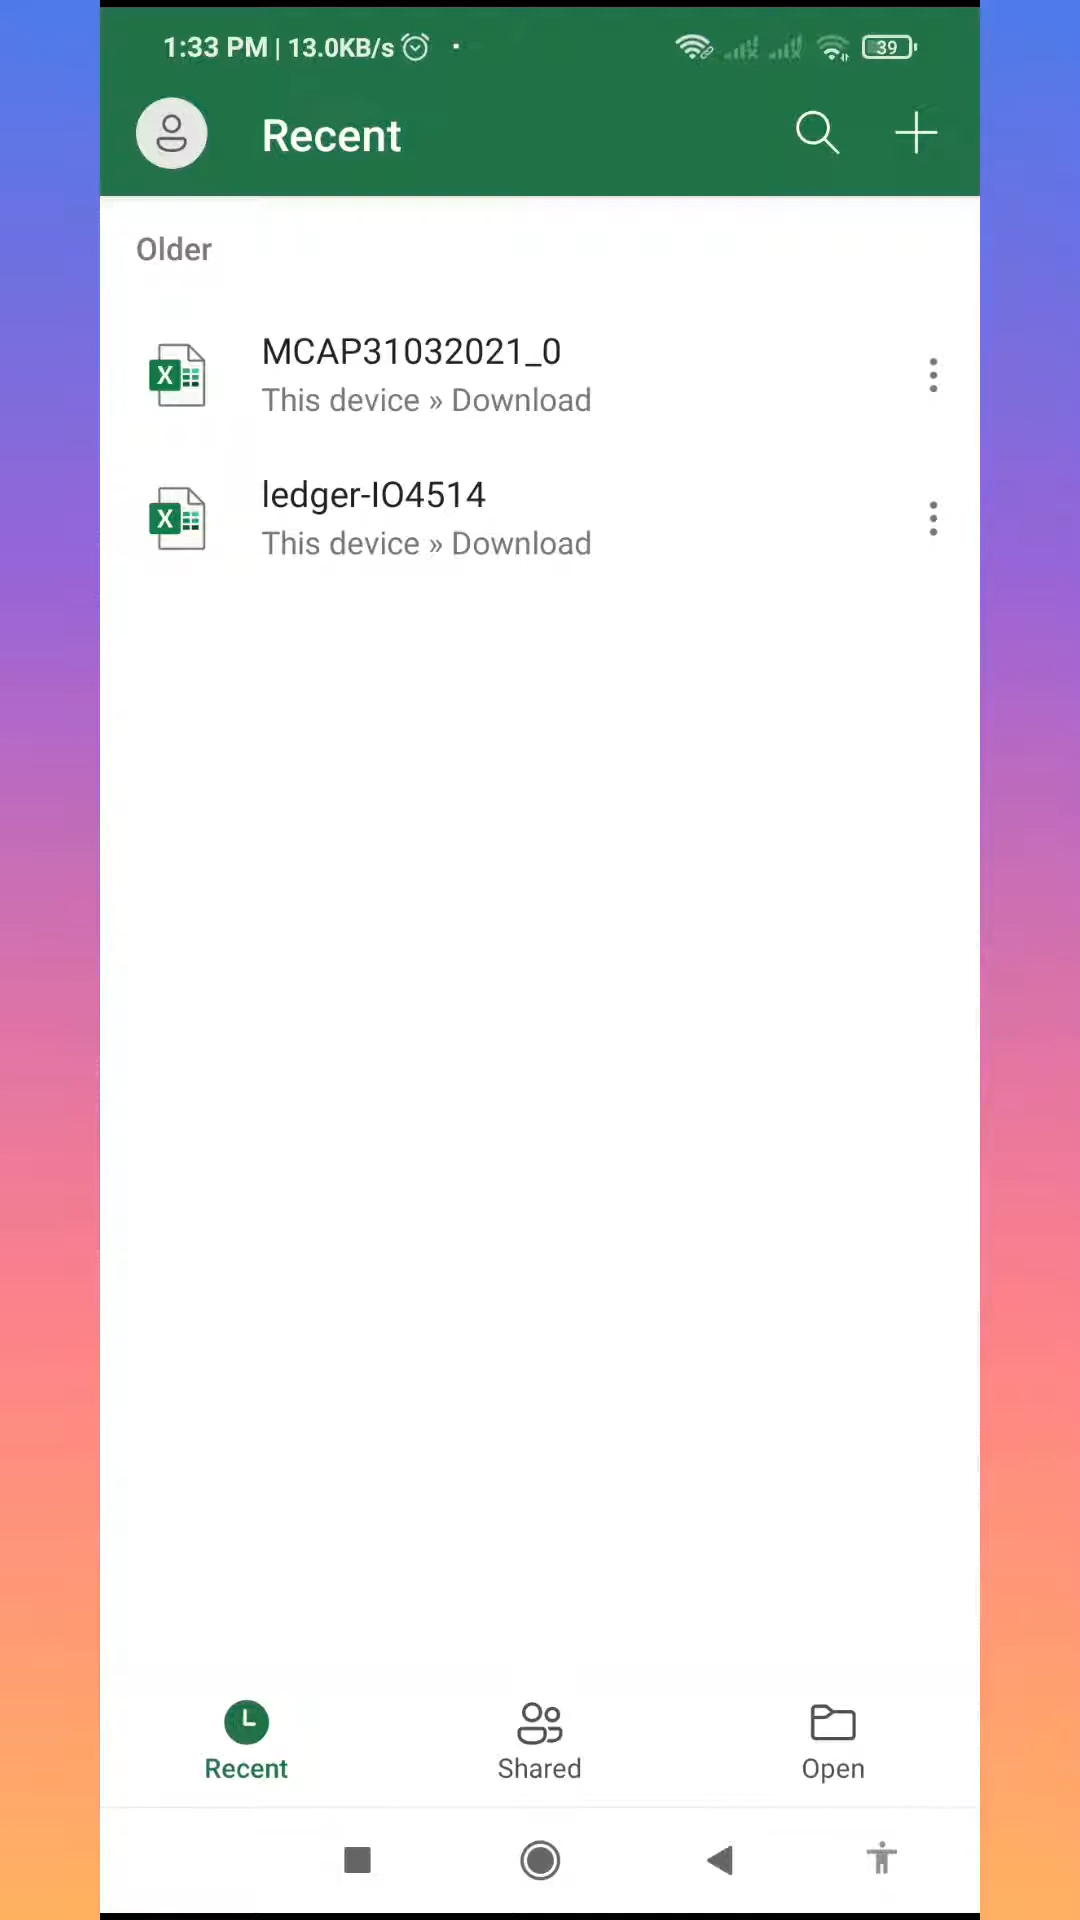 1:33 PM | 13.0KB/s
39
Recent
Older
MCAP31032021_0
This device » Download
ledger-IO4514
This device » Download
Recent
Shared
Open